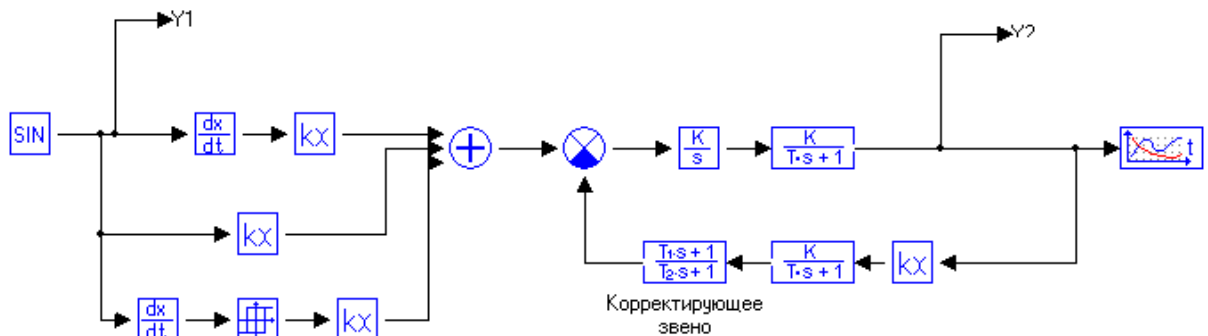 Y1
Y2
SIN
dx
dt
kx
K
s
K
T·s+1
t
kx
T1·s+1
T2·s+1
K
T·s+1
kx
Корректирующее
звено
dx
dt
kx